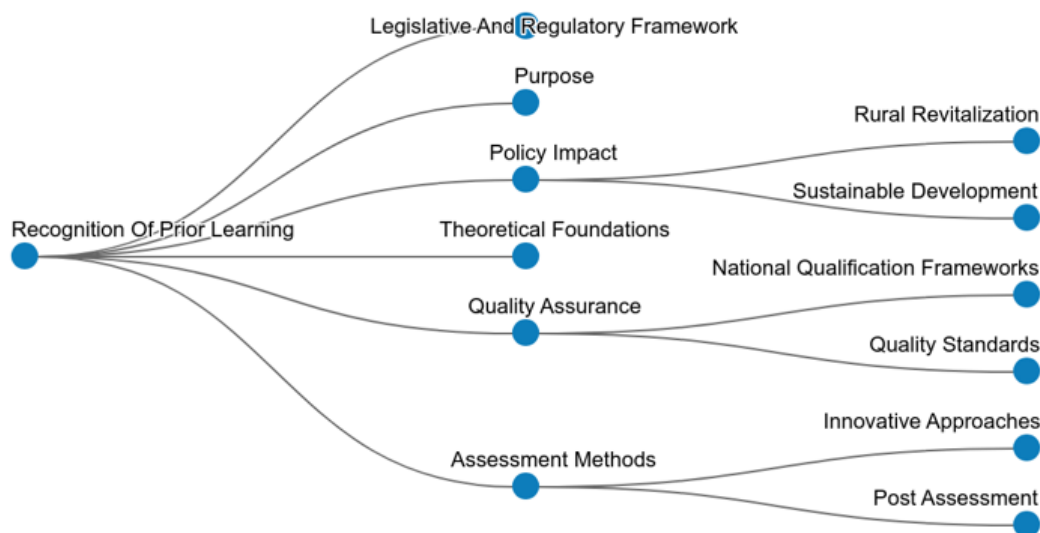 Legislative And Regulatory Framework
Purpose
Rural Revitalization
Policy Impact
Sustainable Development
Recognition Of Prior Learning
Theoretical Foundations
National Qualification Frameworks
Quality Assurance
Quality Standards
Innovative Approaches
Assessment Methods
Post Assessment